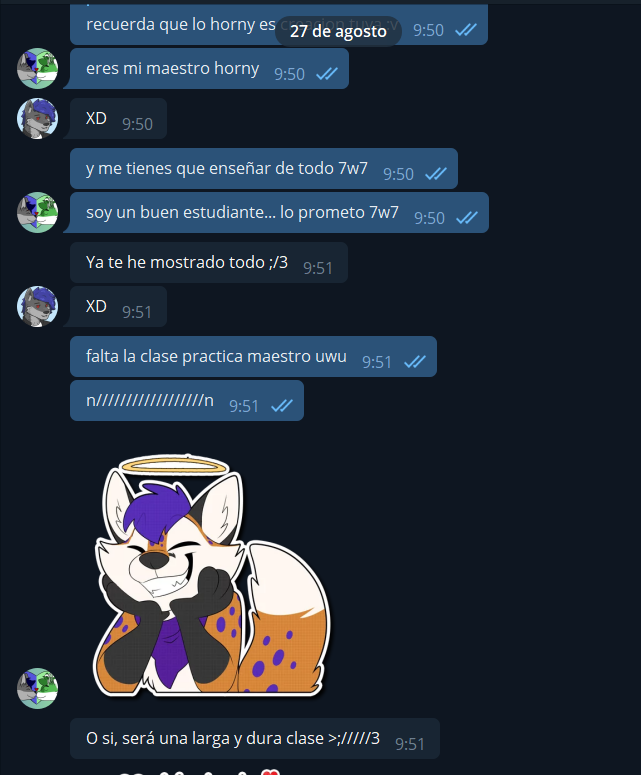 recuerda que lo horny es creacion tuya :v 9:50
27 de agosto
eres mi maestro horny 9:50
XD 9:50
y me tienes que enseñar de todo 7w7 9:50
soy un buen estudiante... lo prometo 7w7 9:50
Ya te he mostrado todo ;/3 9:51
XD 9:51
falta la clase practica maestro uwu 9:51
n//////////////////n 9:51
O si, será una larga y dura clase >;/////3 9:51